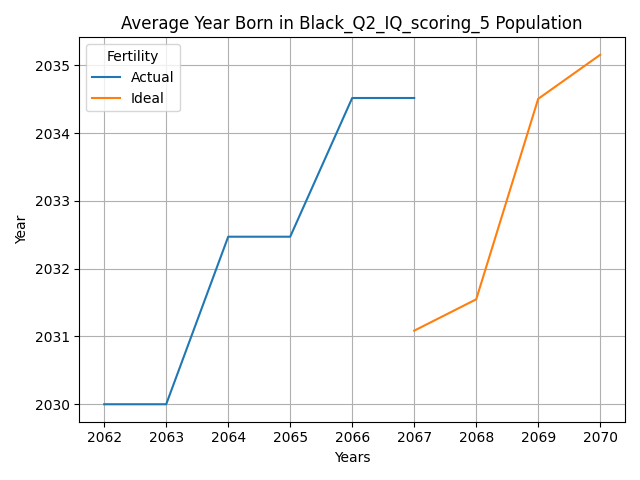 Average Year Born in Black_Q2_IQ_scoring_5 Population
Fertility
Actual
Ideal
2035
2034
2033
2032
2031
2030
Year
2062 2063 2064 2065 2066 2067 2068 2069 2070
Years